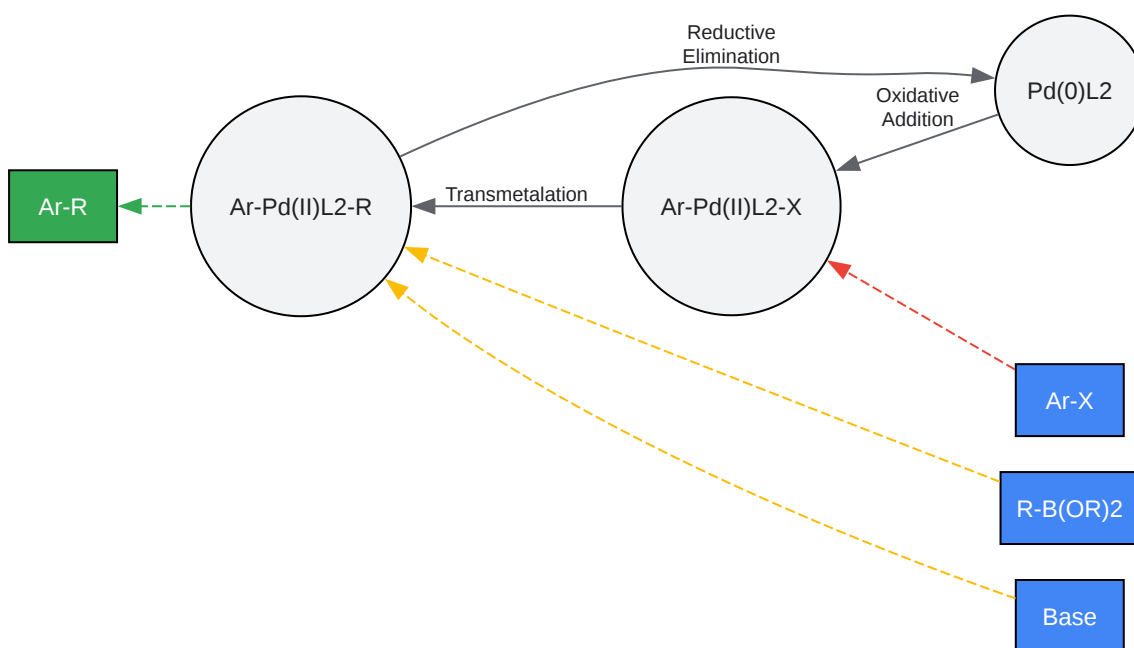 Reductive
Elimination
Pd(0)L2
Oxidative
Addition
Transmetalation
Ar-R
Ar-Pd(II)L2-R
Ar-Pd(II)L2-X
Ar-X
R-B(OR)2
Base